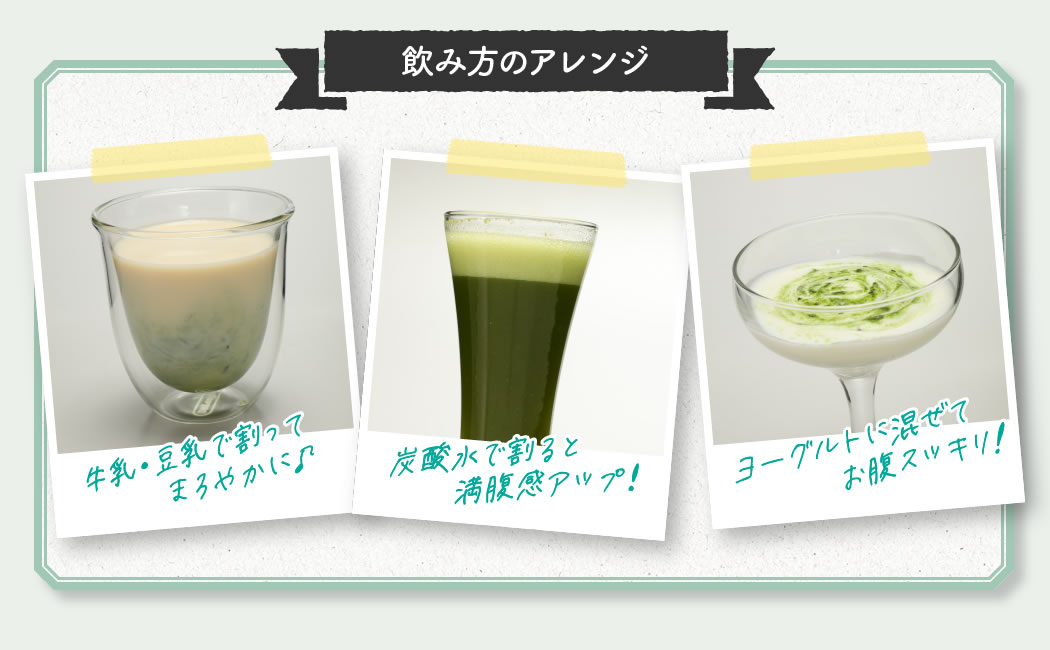 飲み方のアレンジ
牛乳・豆乳で割って
まろやかに♫
炭酸水で割ると
満腹感アップ!
ヨーグルトに混ぜて
お腹スッキリ!